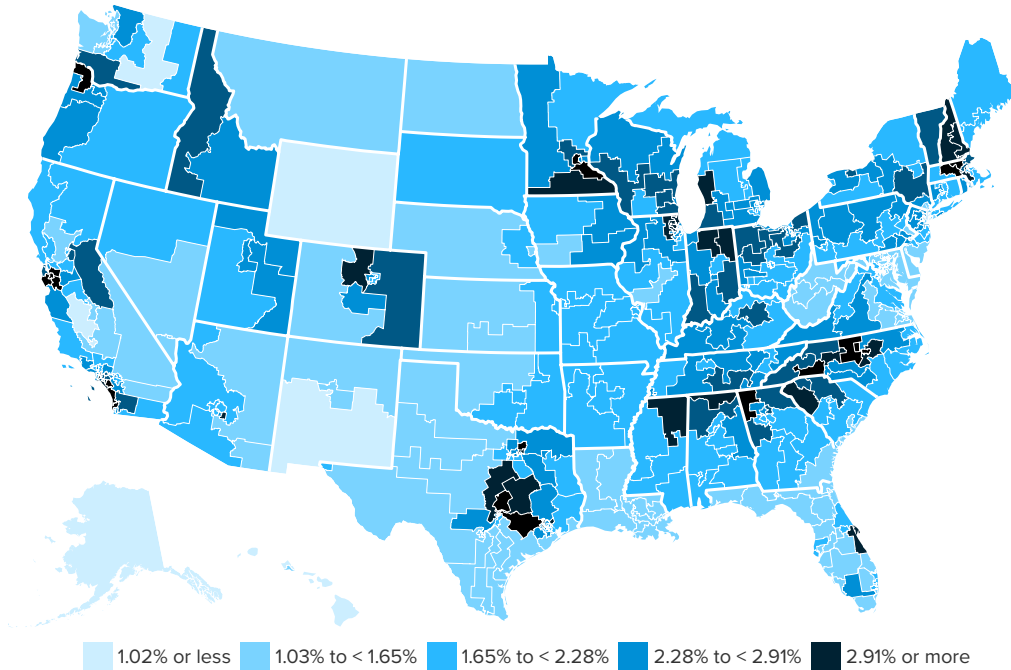 1.02% or less 1.03% to < 1.65% 1.65% to < 2.28% 2.28% to < 2.91% 2.91% or more